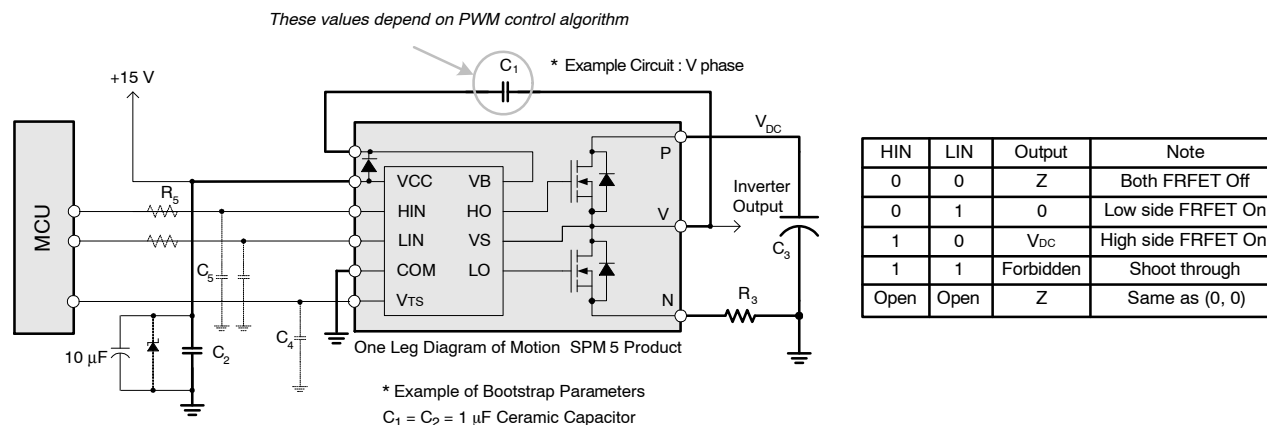 These values depend on PWM control algorithm
C1 * Example Circuit : V phase
+15 V
VDC
P
R5
VCC VB
HIN HO
LIN VS
COM LO
VTS
MCU
V
Inverter
Output
C3
C5
N
R3
10 μF
C2
C4
One Leg Diagram of Motion SPM 5 Product
* Example of Bootstrap Parameters
C1 = C2 = 1 μF Ceramic Capacitor
HIN LIN Output Note
0 0 Z Both FRFET Off
0 1 0 Low side FRFET On
1 0 VDC High side FRFET On
1 1 Forbidden Shoot through
Open Open Z Same as (0, 0)